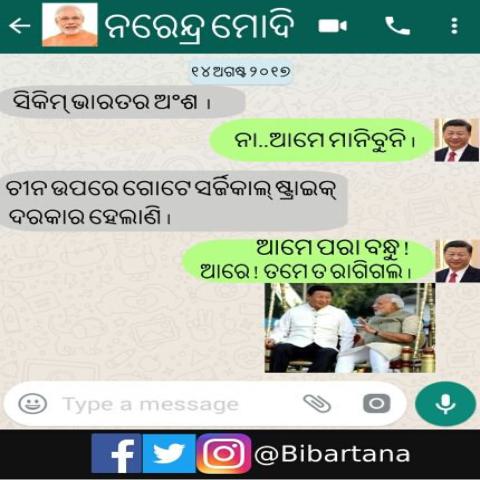 ନରେନ୍ଦ୍ର ମୋଦି
୧୪ ଅଗଷ୍ଟ ୨୦୧୭
ସିକିମ୍ ଭାରତର ଅଂଶ ।
ନା..ଆମେ ମାନିବୁନି ।
ଚୀନ ଉପରେ ଗୋଟେ ସର୍ଜିକାଲ୍ ଷ୍ଟ୍ରାଇକ୍
ଦରକାର ହେଲାଣି ।
ଆମେ ପରା ବନ୍ଧୁ !
ଆରେ ! ତମେ ତ ରାଗିଗଲ ।
Type a message
@Bibartana